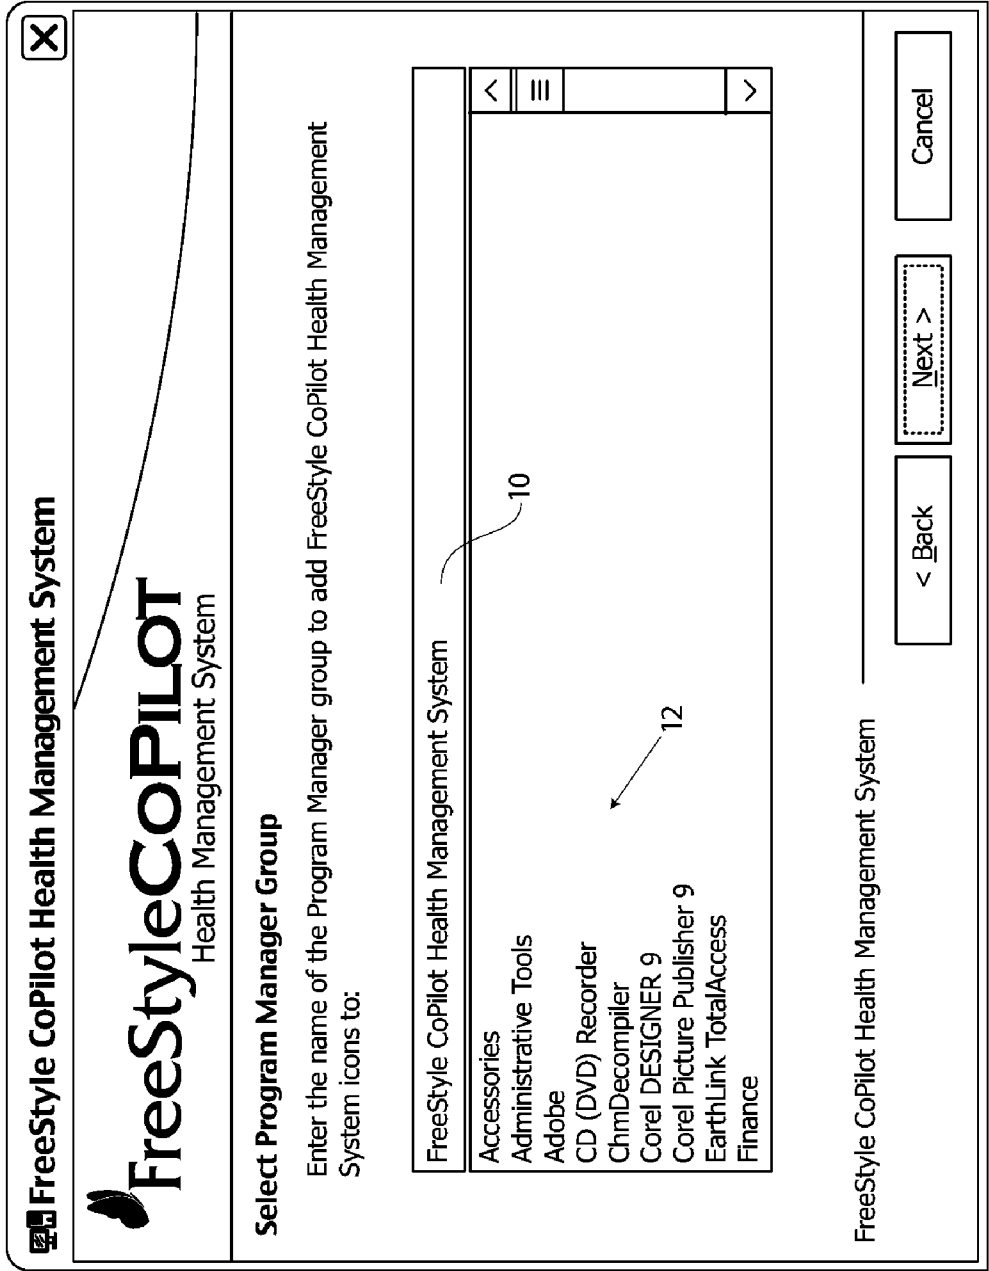 FreeStyle CoPilot Health Management System
FreeStyleCOPILOT
Health Management System
Select Program Manager Group
Enter the name of the Program Manager group to add FreeStyle CoPilot Health Management
System icons to:
FreeStyle CoPilot Health Management System
10
Accessories
Administrative Tools
Adobe
CD (DVD) Recorder
ChmDecompiler
Corel DESIGNER 9
Corel Picture Publisher 9
EarthLink TotalAccess
Finance
12
FreeStyle CoPilot Health Management System
< Back
Next >
Cancel